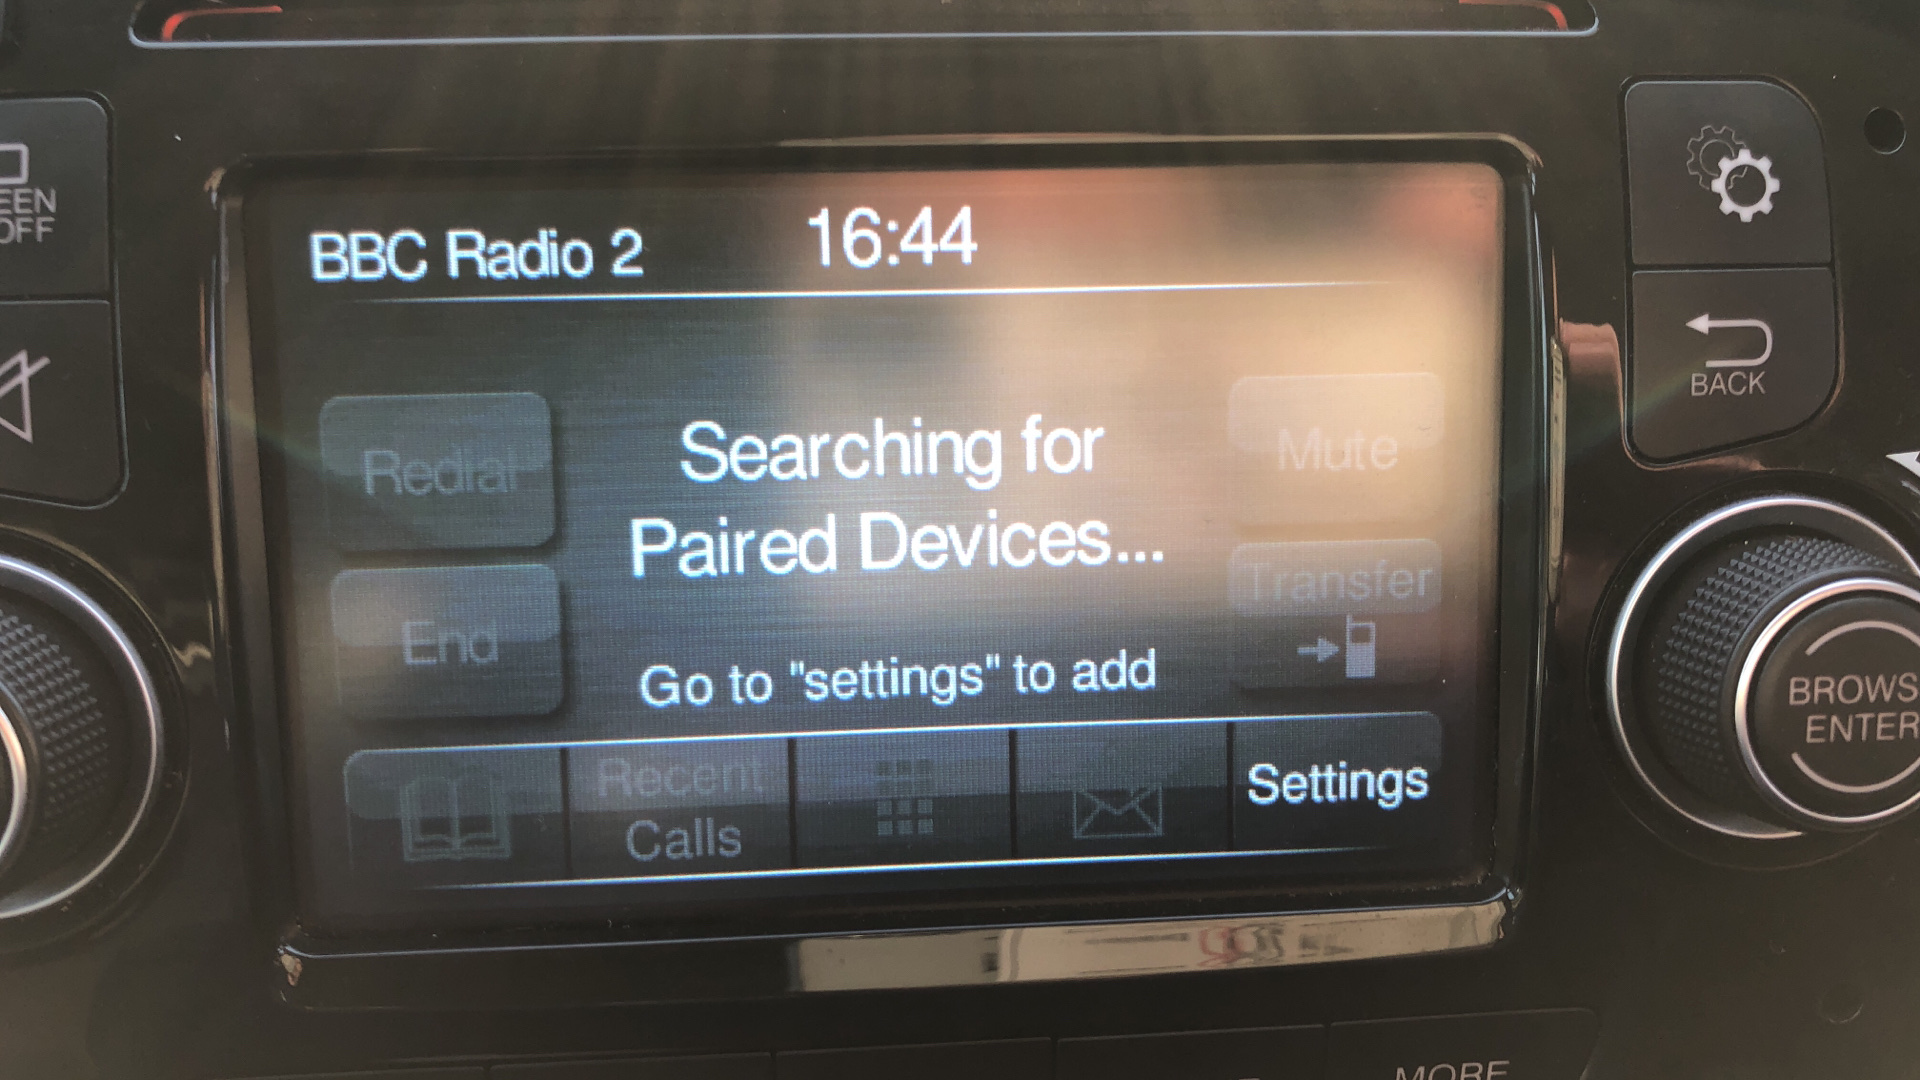 BBC Radio 2
16:44
EEN
OFF
BACK
Redial
Searching for
Paired Devices...
Mute
End
Transfer
Go to "settings" to add
BROWS
ENTER
Recent
Calls
Settings
MORE